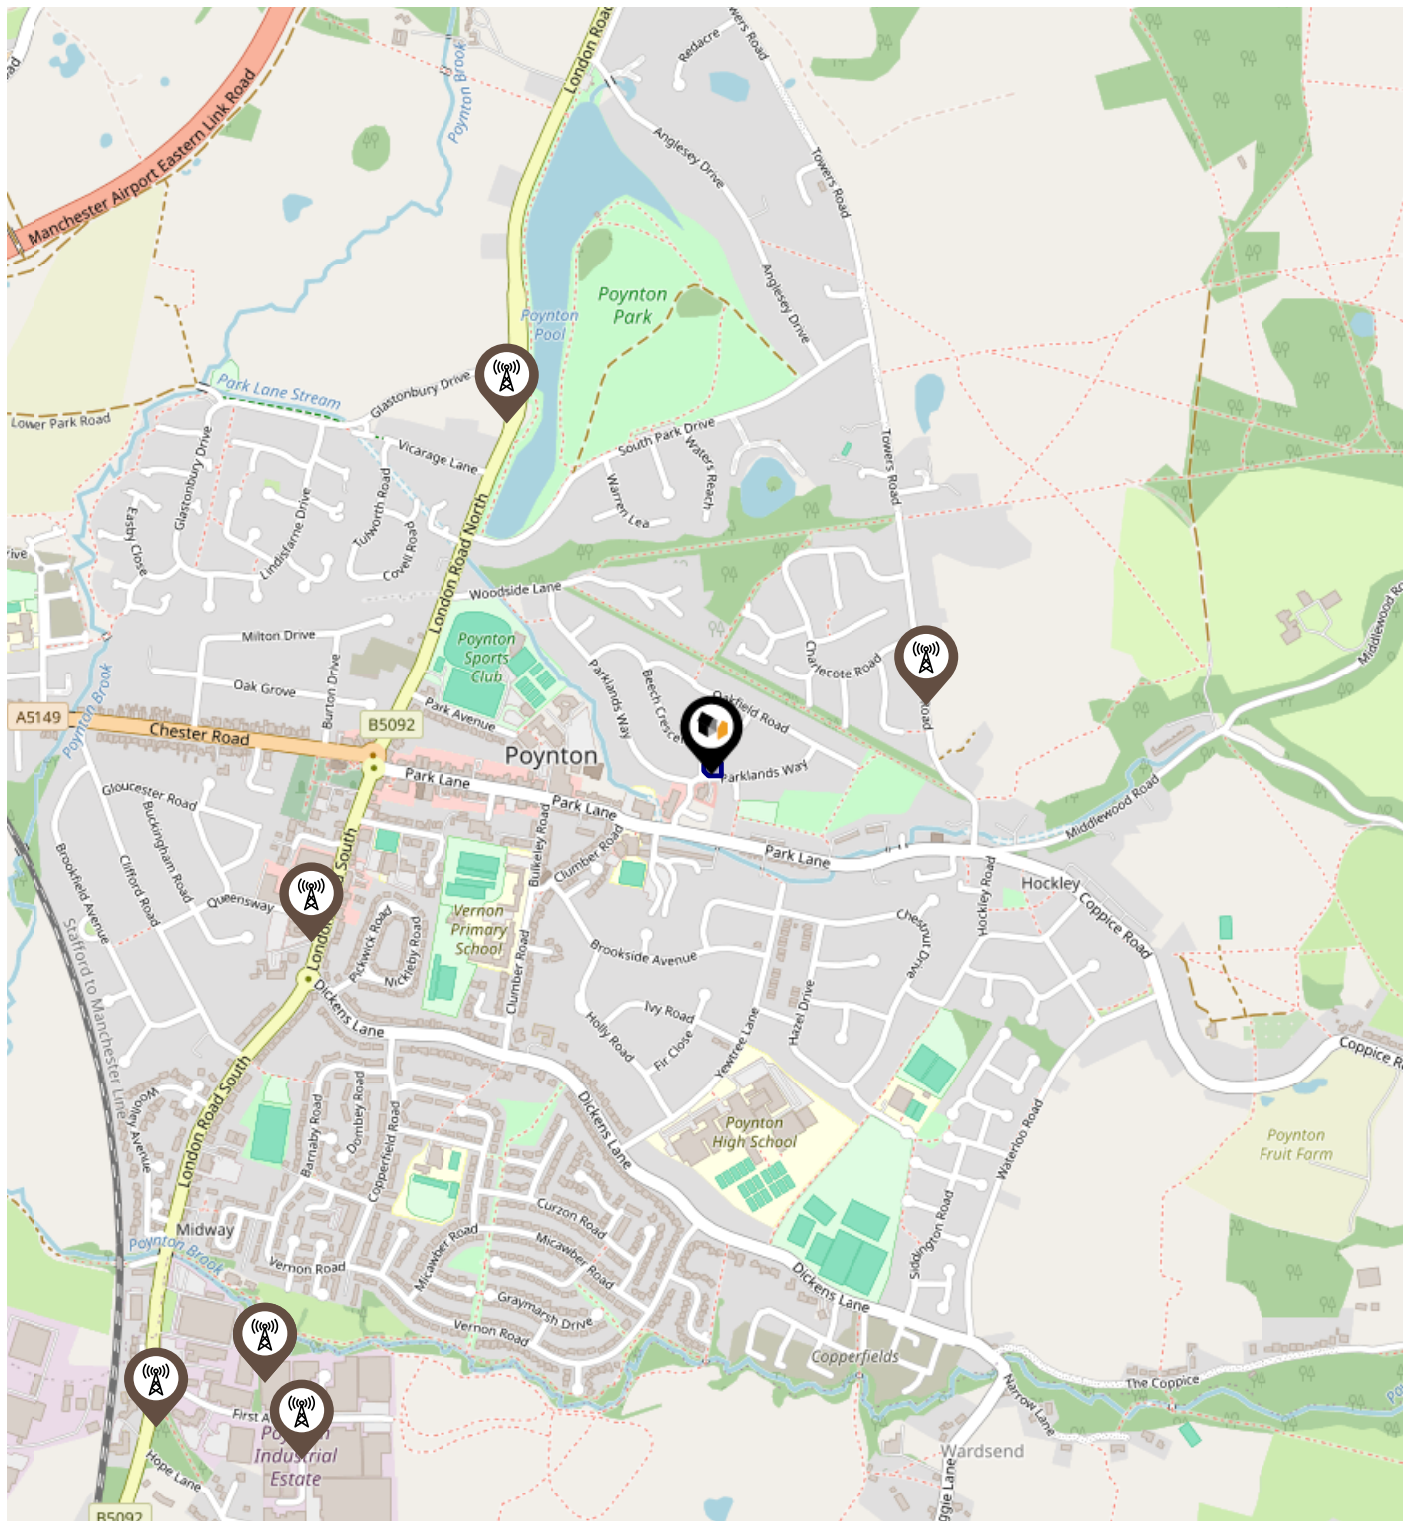 London Road
Redacre
Towers Road
Poynton Brook
Manchester Airport Eastern Link Road
Anglesey Drive
Towers Road
Anglesey Drive
Poynton
Park
Poynton
Pool
Park Lane Stream
Glastonbury Drive
Lower Park Road
South Park Drive
Vicarage Lane
Waters Reach
Warren Lea
Towers Road
Glastonbury Drive
Easby Close
Lindisfarne Drive
Tulworth Road
Covell Road
London Road North
Woodside Lane
Milton Drive
Poynton
Sports
Club
Charlecote Road
Middlewood Ro
Parklands Way
Beech Cresce
Oakfield Road
Oak Grove
Burton Drive
Park Avenue
Poynton Brook
A5149
Chester Road
B5092
Road
Poynton
Parklands Way
Park Lane
Park Lane
Park Lane
Middlewood Road
Gloucester Road
Buckingham Road
Clifford Road
Brookfield Avenue
Queensway
South
London
Bulkeley Road
Clumber Road
Hockley
Hockley Road
Coppice Road
Vernon
Primary
School
Pickwick Road
Nickleby Road
Clumber Road
Chestnut Drive
Brookside Avenue
Stafford to Manchester Line
Dickens Lane
Ivy Road
Holly Road
Fir Close
Yewtree Lane
Hazel Drive
Coppice R
Woolley Avenue
London Road South
Barnaby Road
Dombey Road
Copperfield Road
Dickens Lane
Poynton
High School
Waterloo Road
Poynton
Fruit Farm
Midway
Poynton Brook
Curzon Road
Micawber Road
Micawber Road
Siddington Road
Vernon Road
Graymarsh Drive
Vernon Road
Dickens Lane
Copperfields
The Coppice
Narrow Lane
First A
Industrial
Estate
Hope Lane
Wardsend
ggie Lane
B5092